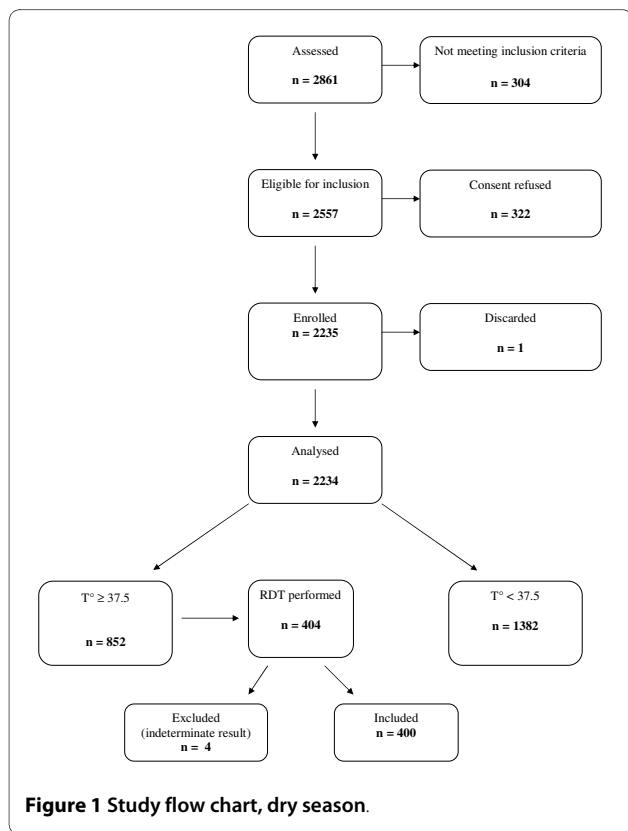 Assessed
n = 2861
Not meeting inclusion criteria
n = 304
Eligible for inclusion
n = 2557
Consent refused
n = 322
Enrolled
n = 2235
Discarded
n = 1
Analysed
n = 2234
T° ≥ 37.5
n = 852
RDT performed
n = 404
T° < 37.5
n = 1382
Excluded
(indeterminate result)
n = 4
Included
n = 400
Figure 1 Study flow chart, dry season.